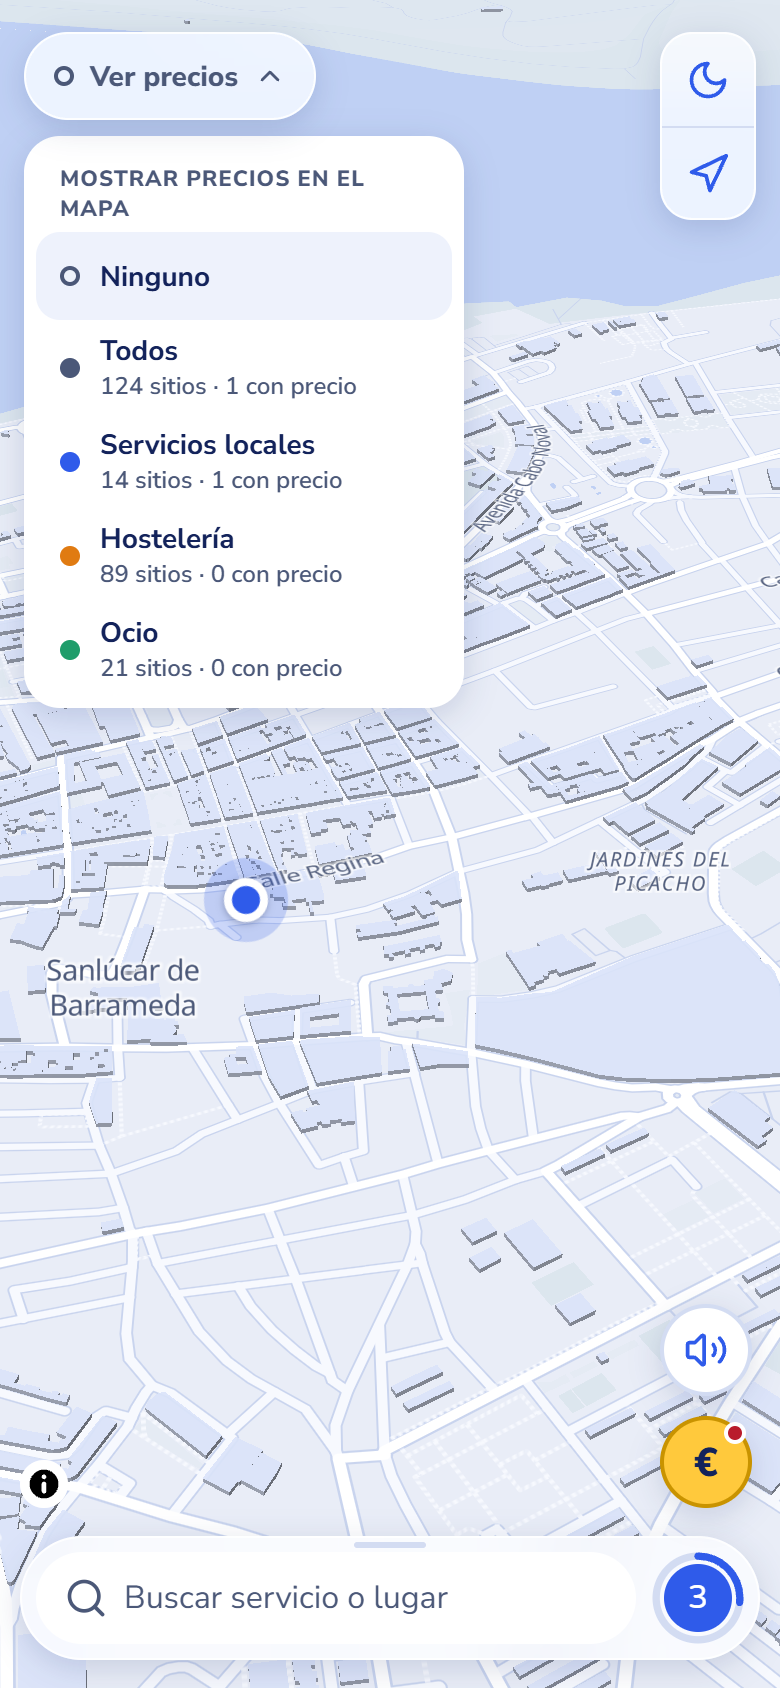 Ver precios
MOSTRAR PRECIOS EN EL
MAPA
Ninguno
Todos
124 sitios · 1 con precio
Servicios locales
14 sitios · 1 con precio
Hostelería
89 sitios · 0 con precio
Ocio
21 sitios · 0 con precio
Avenida Cabo Noval
alle Regina
JARDINES DEL
PICACHO
Sanlúcar de
Barrameda
€
Buscar servicio o lugar
3